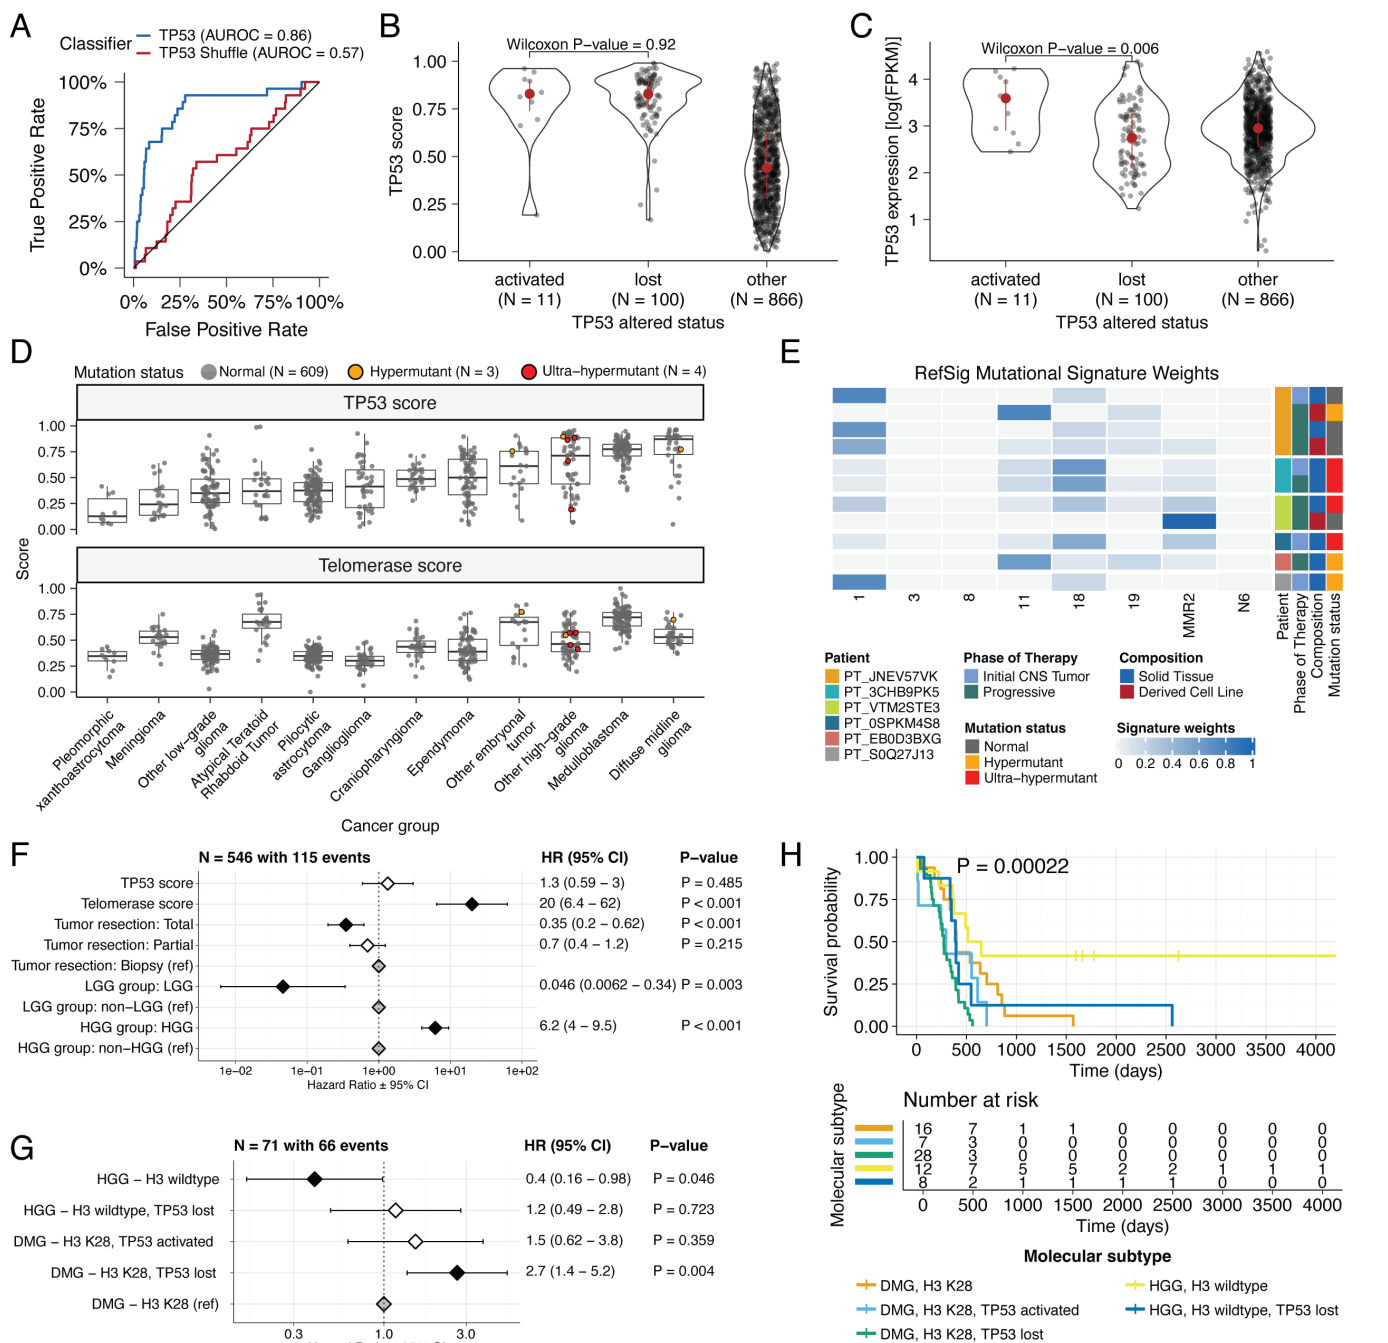 A
Classifier
TP53 (AUROC = 0.86)
TP53 Shuffle (AUROC = 0.57)
True Positive Rate
100%
75%
50%
25%
0%
0% 25% 50% 75% 100%
False Positive Rate
B
Wilcoxon P-value = 0.92
TP53 score
1.00
0.75
0.50
0.25
0.00
activated (N = 11)
lost (N = 100)
other (N = 866)
TP53 altered status
C
Wilcoxon P-value = 0.006
TP53 expression [log(FPKM)]
4
3
2
1
activated (N = 11)
lost (N = 100)
other (N = 866)
TP53 altered status
D
Mutation status Normal (N = 609) Hypermutant (N = 3) Ultra-hypermutant (N = 4)
TP53 score
1.00
0.75
0.50
0.25
0.00
Score
Telomerase score
1.00
0.75
0.50
0.25
0.00
Pleomorphic xanthoastrocytoma
Meningioma
Other low-grade glioma
Atypical Teratoid Rhabdoid Tumor
Pilocytic astrocytoma
Ganglioglioma
Craniopharyngioma
Ependymoma
Other embryonal tumor
Other high-grade glioma
Medulloblastoma
Diffuse midline glioma
Cancer group
E
RefSig Mutational Signature Weights
1 3 8 11 18 19 MMR2 N6
Patient
Phase of Therapy
Composition
Mutation status
Patient
PT_JNEV57VK
PT_3CHB9PK5
PT_VTM2STE3
PT_0SPKM4S8
PT_EB0D3BXG
PT_S0Q27J13
Phase of Therapy
Initial CNS Tumor
Progressive
Composition
Solid Tissue
Derived Cell Line
Mutation status
Normal
Hypermutant
Ultra-hypermutant
Signature weights
0 0.2 0.4 0.6 0.8 1
F
N = 546 with 115 events HR (95% CI) P-value
TP53 score 1.3 (0.59 – 3) P = 0.485
Telomerase score 20 (6.4 – 62) P < 0.001
Tumor resection: Total 0.35 (0.2 – 0.62) P < 0.001
Tumor resection: Partial 0.7 (0.4 – 1.2) P = 0.215
Tumor resection: Biopsy (ref)
LGG group: LGG 0.046 (0.0062 – 0.34) P = 0.003
LGG group: non-LGG (ref)
HGG group: HGG 6.2 (4 – 9.5) P < 0.001
HGG group: non-HGG (ref)
1e-02 1e-01 1e+00 1e+01 1e+02
Hazard Ratio ± 95% CI
G
N = 71 with 66 events HR (95% CI) P-value
HGG – H3 wildtype 0.4 (0.16 – 0.98) P = 0.046
HGG – H3 wildtype, TP53 lost 1.2 (0.49 – 2.8) P = 0.723
DMG – H3 K28, TP53 activated 1.5 (0.62 – 3.8) P = 0.359
DMG – H3 K28, TP53 lost 2.7 (1.4 – 5.2) P = 0.004
DMG – H3 K28 (ref)
0.3 1.0 3.0
H
P = 0.00022
Survival probability
1.00
0.75
0.50
0.25
0.00
0 500 1000 1500 2000 2500 3000 3500 4000
Time (days)
Number at risk
Molecular subtype
16 7 1 1 0 0 0 0 0
7 3 0 0 0 0 0 0 0
28 3 0 0 0 0 0 0 0
12 7 5 5 2 2 1 1 1
8 2 1 1 1 1 0 0 0
0 500 1000 1500 2000 2500 3000 3500 4000
Time (days)
Molecular subtype
DMG, H3 K28
DMG, H3 K28, TP53 activated
DMG, H3 K28, TP53 lost
HGG, H3 wildtype
HGG, H3 wildtype, TP53 lost